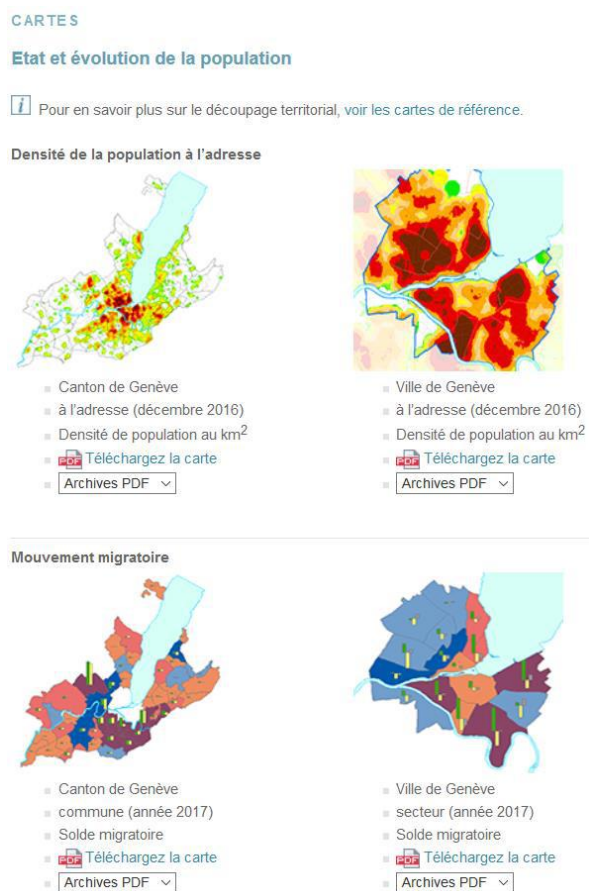 CARTES
Etat et évolution de la population
i Pour en savoir plus sur le découpage territorial, voir les cartes de référence.
Densité de la population à l'adresse
Canton de Genève
à l'adresse (décembre 2016)
Densité de population au km2
PDF Téléchargez la carte
Archives PDF
Ville de Genève
à l'adresse (décembre 2016)
Densité de population au km2
PDF Téléchargez la carte
Archives PDF
Mouvement migratoire
Canton de Genève
commune (année 2017)
Solde migratoire
PDF Téléchargez la carte
Archives PDF
Ville de Genève
secteur (année 2017)
Solde migratoire
PDF Téléchargez la carte
Archives PDF